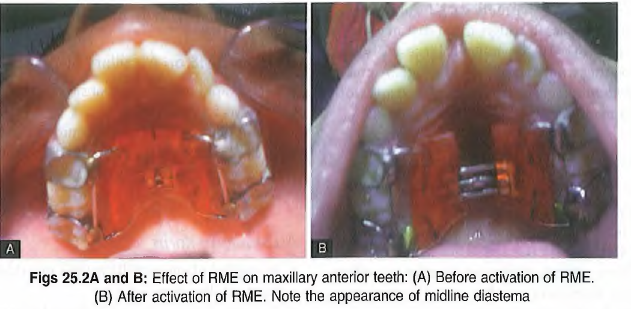 A
B
Figs 25.2A and B: Effect of RME on maxillary anterior teeth: (A) Before activation of RME.
(B) After activation of RME. Note the appearance of midline diastema